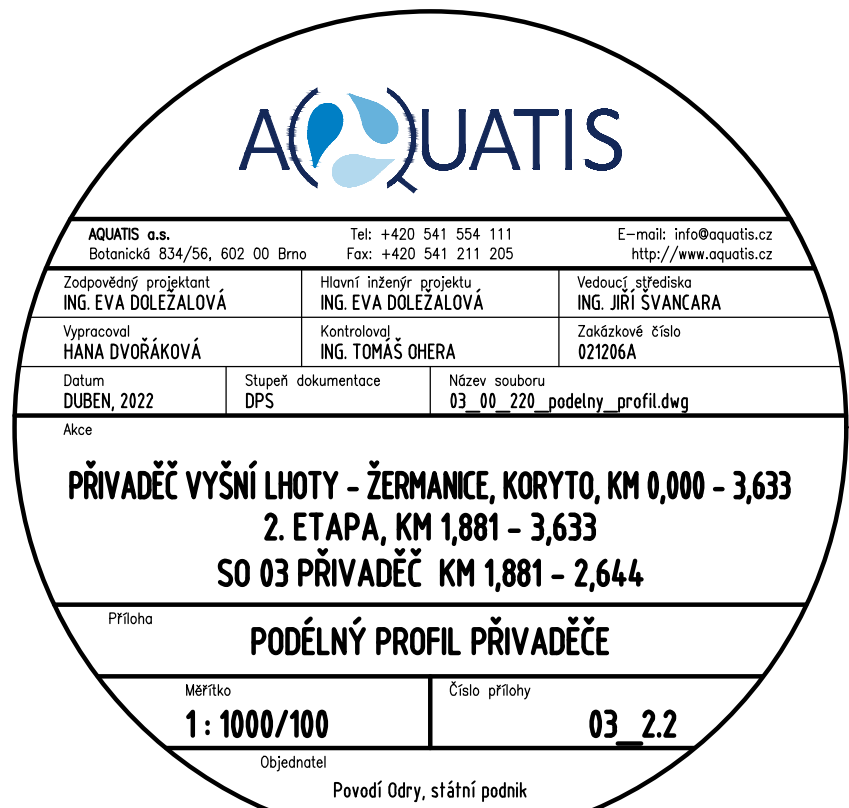 AQUATIS
AQUATIS a.s. Tel: +420 541 554 111 E-mail: info@aquatis.cz
Botanická 834/56, 602 00 Brno Fax: +420 541 211 205 http://www.aquatis.cz
Zodpovědný projektant Hlavní inženýr projektu Vedoucí střediska
ING. EVA DOLEŽALOVÁ ING. EVA DOLEŽALOVÁ ING. JIŘÍ ŠVANCARA
Vypracoval Kontroloval Zakázkové číslo
HANA DVOŘÁKOVÁ ING. TOMÁŠ OHERA 021206A
Datum Stupeň dokumentace Název souboru
DUBEN, 2022 DPS 03_00_220_podelny_profil.dwg
Akce
PŘIVADĚČ VYŠNÍ LHOTY - ŽERMANICE, KORYTO, KM 0,000 - 3,633
2. ETAPA, KM 1,881 - 3,633
SO 03 PŘIVADĚČ KM 1,881 - 2,644
Příloha
PODÉLNÝ PROFIL PŘIVADĚČE
Měřítko Číslo přílohy
1 : 1000/100 03_2.2
Objednatel
Povodí Odry, státní podnik